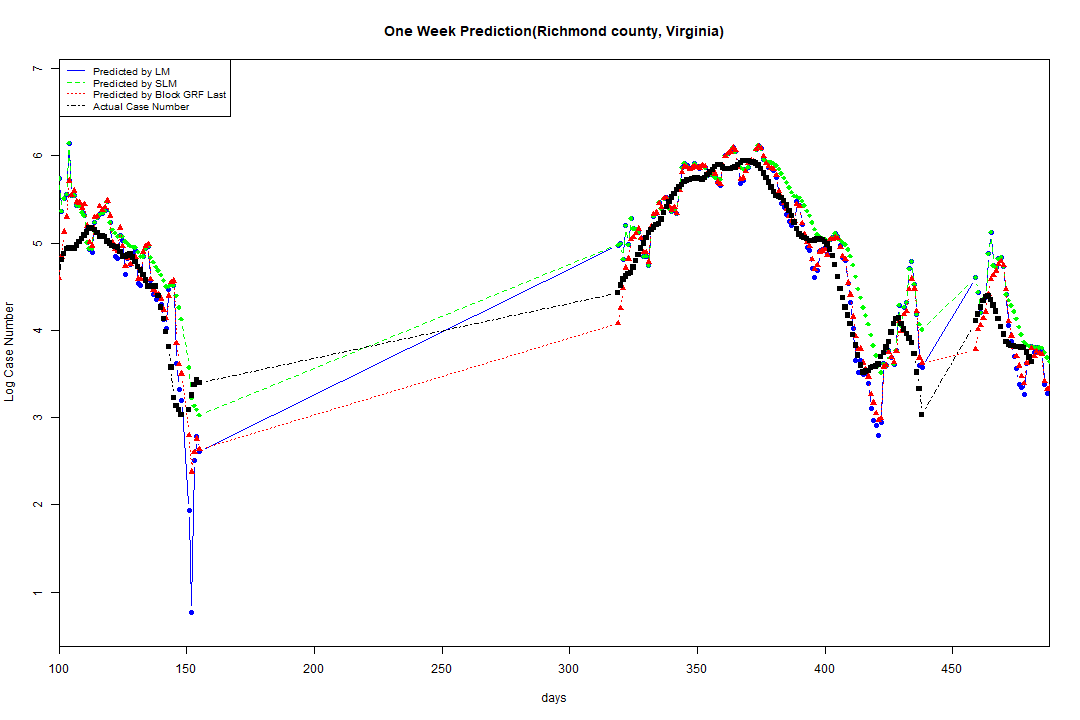 One Week Prediction(Richmond county, Virginia)
Predicted by LM
Predicted by SLM
Predicted by Block GRF Last
Actual Case Number
7
6
5
4
3
2
1
Log Case Number
100 150 200 250 300 350 400 450
days